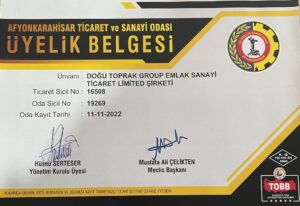 AFYONKARAHİSAR TİCARET ve SANAYİ ODASI
ÜYELİK BELGESİ
Ünvanı : DOĞU TOPRAK GROUP EMLAK SANAYİ
TİCARET LİMİTED ŞİRKETİ
Ticaret Sicil No : 16508
Oda Sicil No : 19269
Oda Kayıt Tarihi : 11-11-2022
Hüsnü SERTESER
Yönetim Kurulu Üyesi
Mustafa Ali ÇELİKTEN
Meclis Başkanı
TOBB